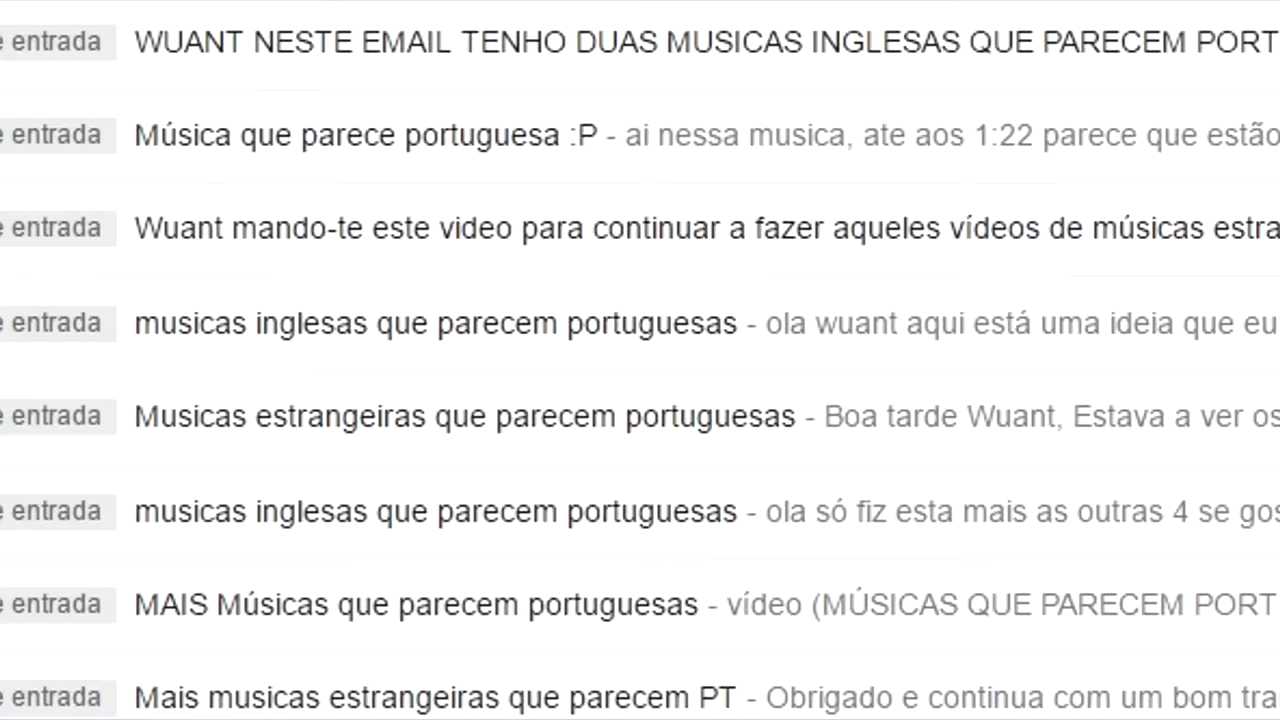 e entrada WUANT NESTE EMAIL TENHO DUAS MUSICAS INGLESAS QUE PARECEM PORT
e entrada Música que parece portuguesa :P - ai nessa musica, ate aos 1:22 parece que estão
e entrada Wuant mando-te este video para continuar a fazer aqueles vídeos de músicas estra
e entrada musicas inglesas que parecem portuguesas - ola wuant aqui está uma ideia que eu
e entrada Musicas estrangeiras que parecem portuguesas - Boa tarde Wuant, Estava a ver os
e entrada musicas inglesas que parecem portuguesas - ola só fiz esta mais as outras 4 se gos
e entrada MAIS Músicas que parecem portuguesas - vídeo (MÚSICAS QUE PARECEM PORT
e entrada Mais musicas estrangeiras que parecem PT - Obrigado e continua com um bom tra